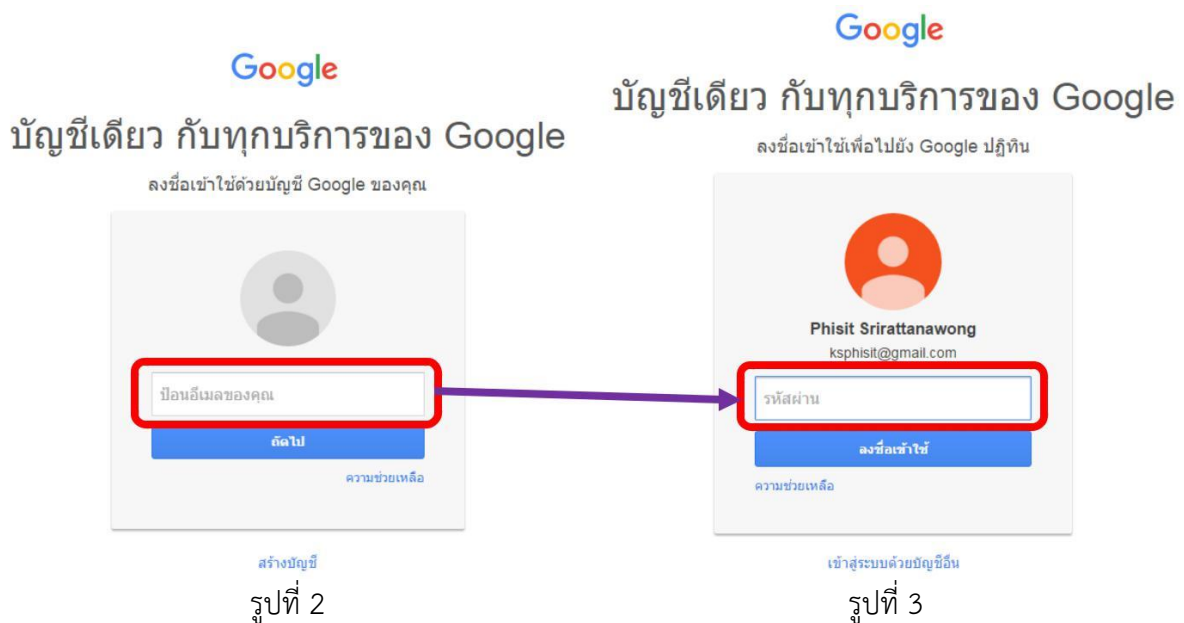 Google
บัญชีเดียว กับทุกบริการของ Google
ลงชื่อเข้าใช้ด้วยบัญชี Google ของคุณ
ป้อนอีเมลของคุณ
ถัดไป
ความช่วยเหลือ
สร้างบัญชี
รูปที่ 2
Google
บัญชีเดียว กับทุกบริการของ Google
ลงชื่อเข้าใช้เพื่อไปยัง Google ปฏิทิน
Phisit Srirattanawong
ksphisit@gmail.com
รหัสผ่าน
ลงชื่อเข้าใช้
ความช่วยเหลือ
เข้าสู่ระบบด้วยบัญชีอื่น
รูปที่ 3